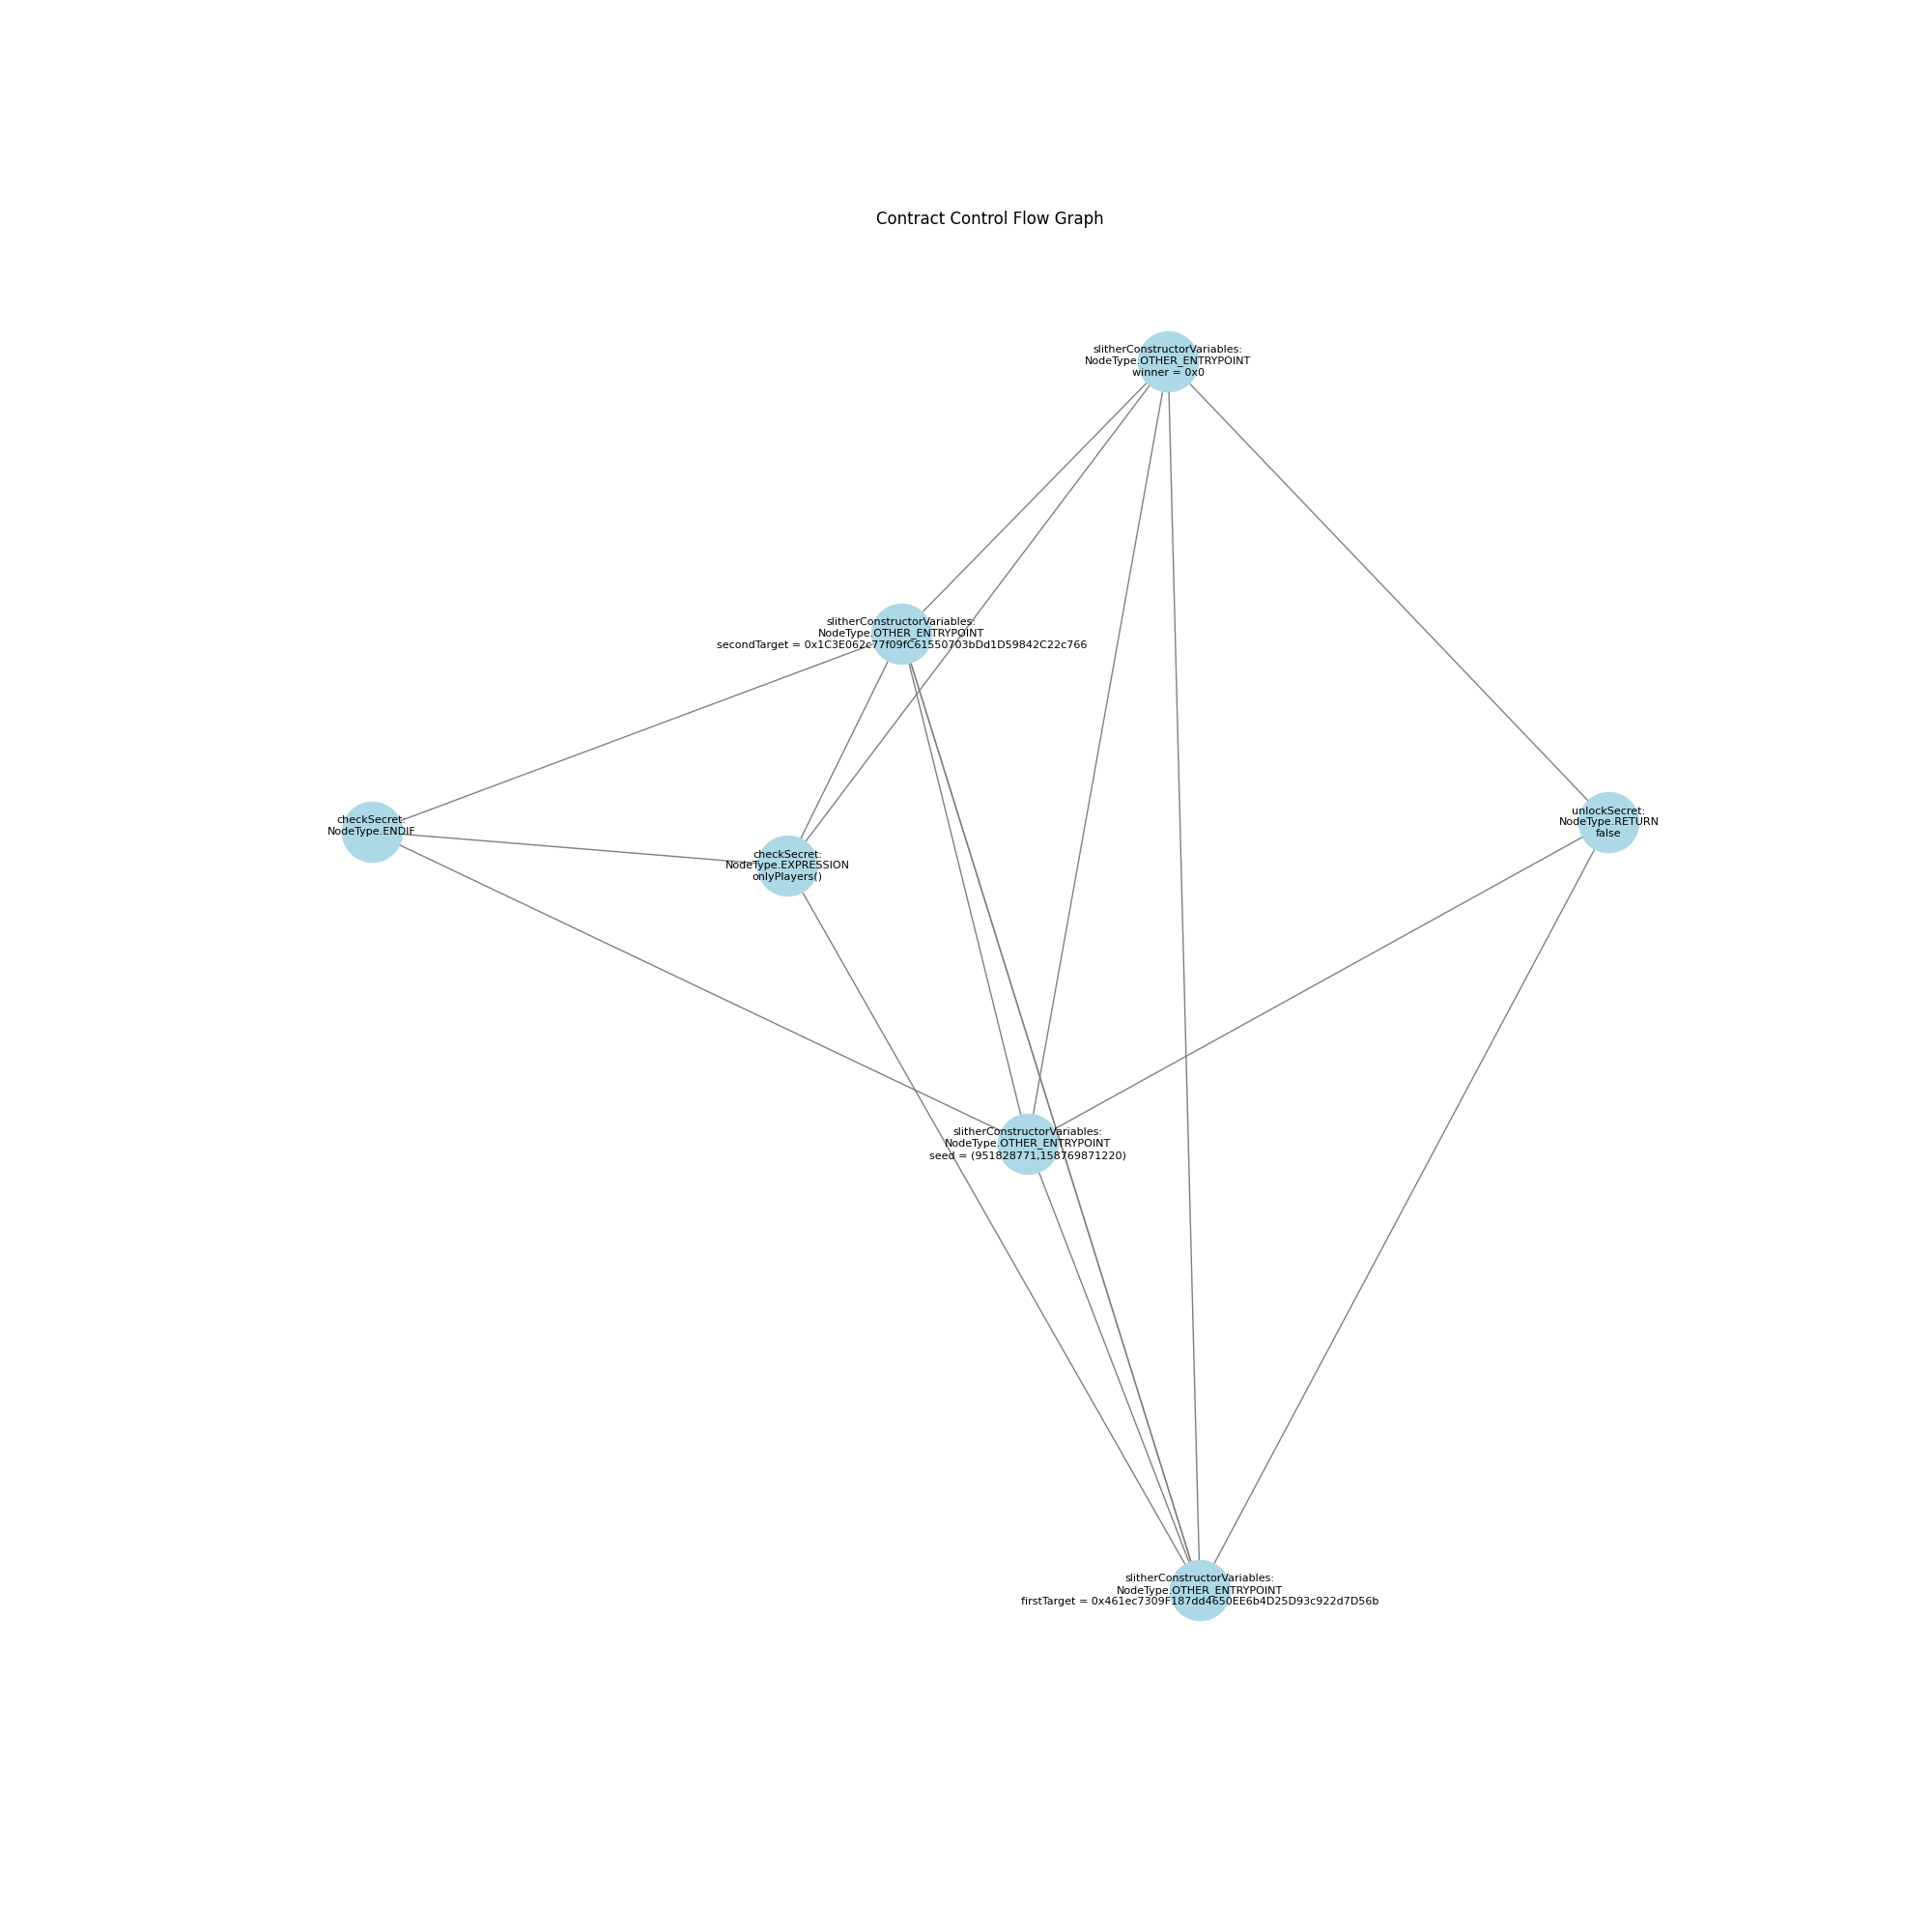 Contract Control Flow Graph
slitherConstructorVariables:
NodeType.OTHER_ENTRYPOINT
winner = 0x0
slitherConstructorVariables:
NodeType.OTHER_ENTRYPOINT
secondTarget = 0x1C3E062c77f09fC61550703bDd1D59842C22c766
checkSecret:
NodeType.ENDIF
checkSecret:
NodeType.EXPRESSION
onlyPlayers()
unlockSecret:
NodeType.RETURN
false
slitherConstructorVariables:
NodeType.OTHER_ENTRYPOINT
seed = (951828771,158769871220)
slitherConstructorVariables:
NodeType.OTHER_ENTRYPOINT
firstTarget = 0x461ec7309F187dd4650EE6b4D25D93c922d7D56b